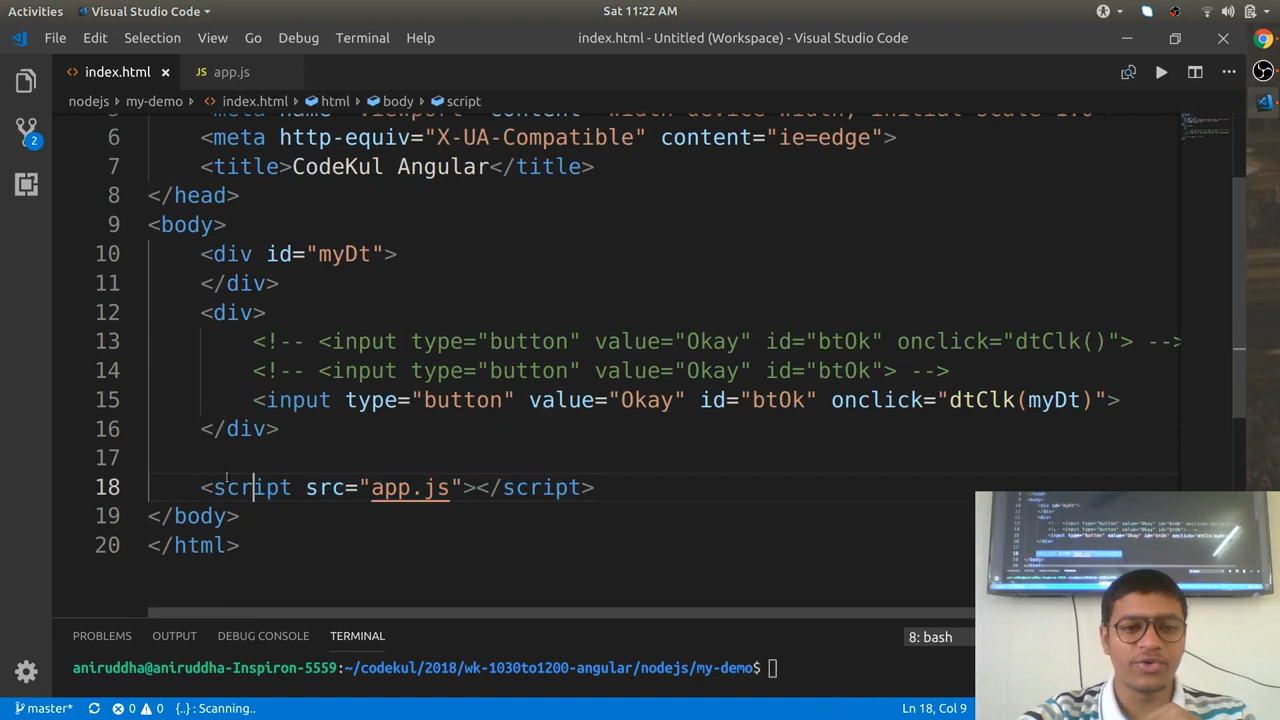 Activities
Visual Studio Code
Sat 11:22 AM
File Edit Selection View Go Debug Terminal Help
index.html - Untitled (Workspace) - Visual Studio Code
index.html
JS app.js
nodejs my-demo index.html html body script
6 <meta http-equiv="X-UA-Compatible" content="ie=edge">
7 <title>CodeKul Angular</title>
8 </head>
9 <body>
10 <div id="myDt">
11 </div>
12 <div>
13 <!-- <input type="button" value="Okay" id="btOk" onclick="dtClk()"> -->
14 <!-- <input type="button" value="Okay" id="btOk"> -->
15 <input type="button" value="Okay" id="btOk" onclick="dtClk(myDt)">
16 </div>
17
18 <script src="app.js"></script>
19 </body>
20 </html>
2
PROBLEMS OUTPUT DEBUG CONSOLE TERMINAL
8: bash
aniruddha@aniruddha-Inspiron-5559:~/codekul/2018/wk-1030to1200-angular/nodejs/my-demo$
master* 0 0 {..} : Scanning..
Ln 18, Col 9